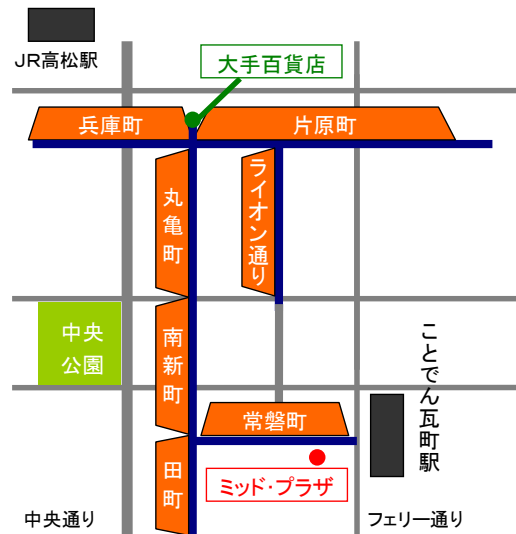 JR高松駅
大手百貨店
兵庫町
片原町
丸亀町
ライオン通り
中央
公園
南新町
ことでん瓦町駅
常磐町
田町
ミッド・プラザ
中央通り
フェリー通り